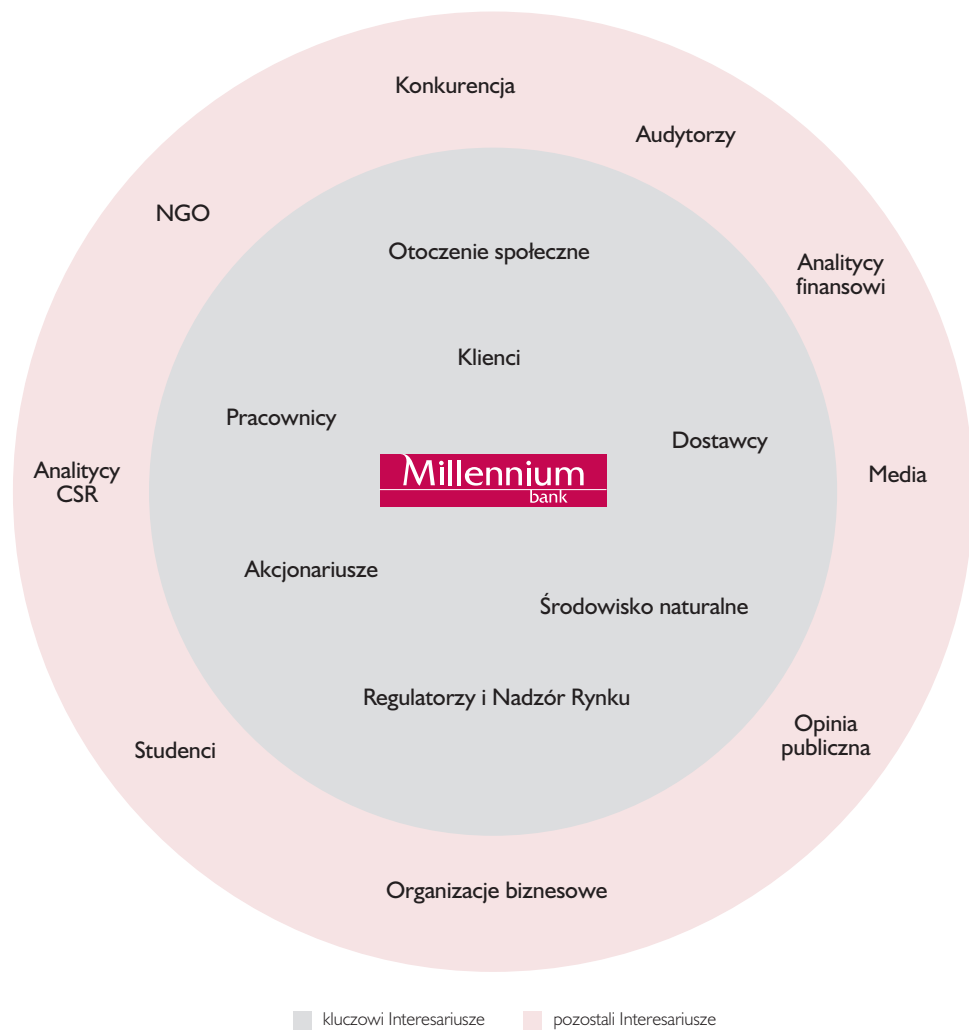 Konkurencja
Audytorzy
NGO
Otoczenie społeczne
Analitycy
finansowi
Klienci
Pracownicy
Dostawcy
Analitycy
CSR
Millennium
bank
Media
Akcjonariusze
Środowisko naturalne
Regulatorzy i Nadzór Rynku
Opinia
publiczna
Studenci
Organizacje biznesowe
kluczowi Interesariusze
pozostali Interesariusze